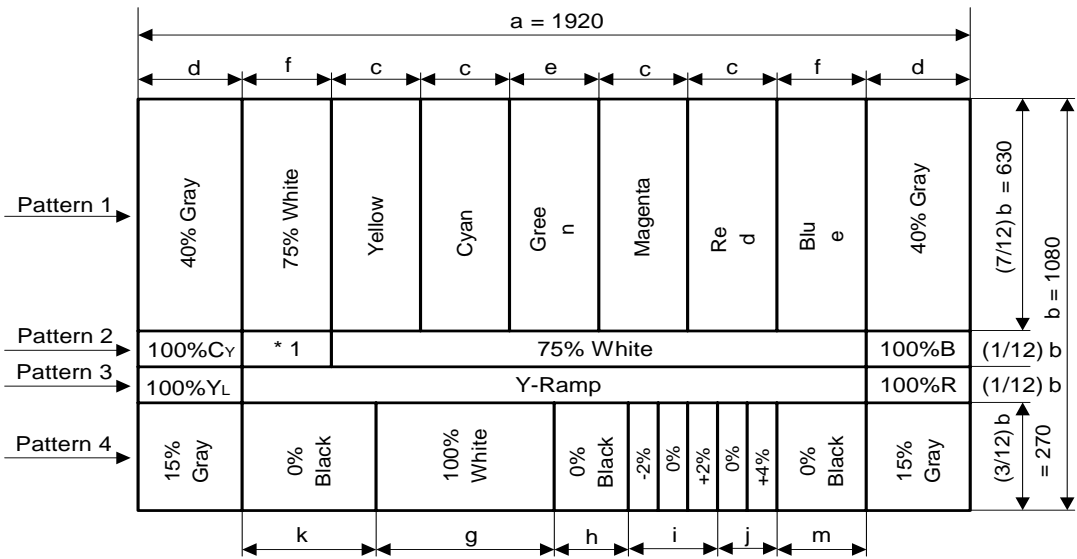 a = 1920
d f c c e c c f d
Pattern 1
40% Gray
75% White
Yellow
Cyan
Gree
n
Magenta
Re
d
Blu
e
40% Gray
(7/12) b = 630
b = 1080
Pattern 2
100%CY * 1 75% White 100%B (1/12) b
Pattern 3
100%YL Y-Ramp 100%R (1/12) b
Pattern 4
15%
Gray
0%
Black
100%
White
0%
Black
-2%
0%
+2%
0%
+4%
0%
Black
15%
Gray
(3/12) b
= 270
k g h i j m